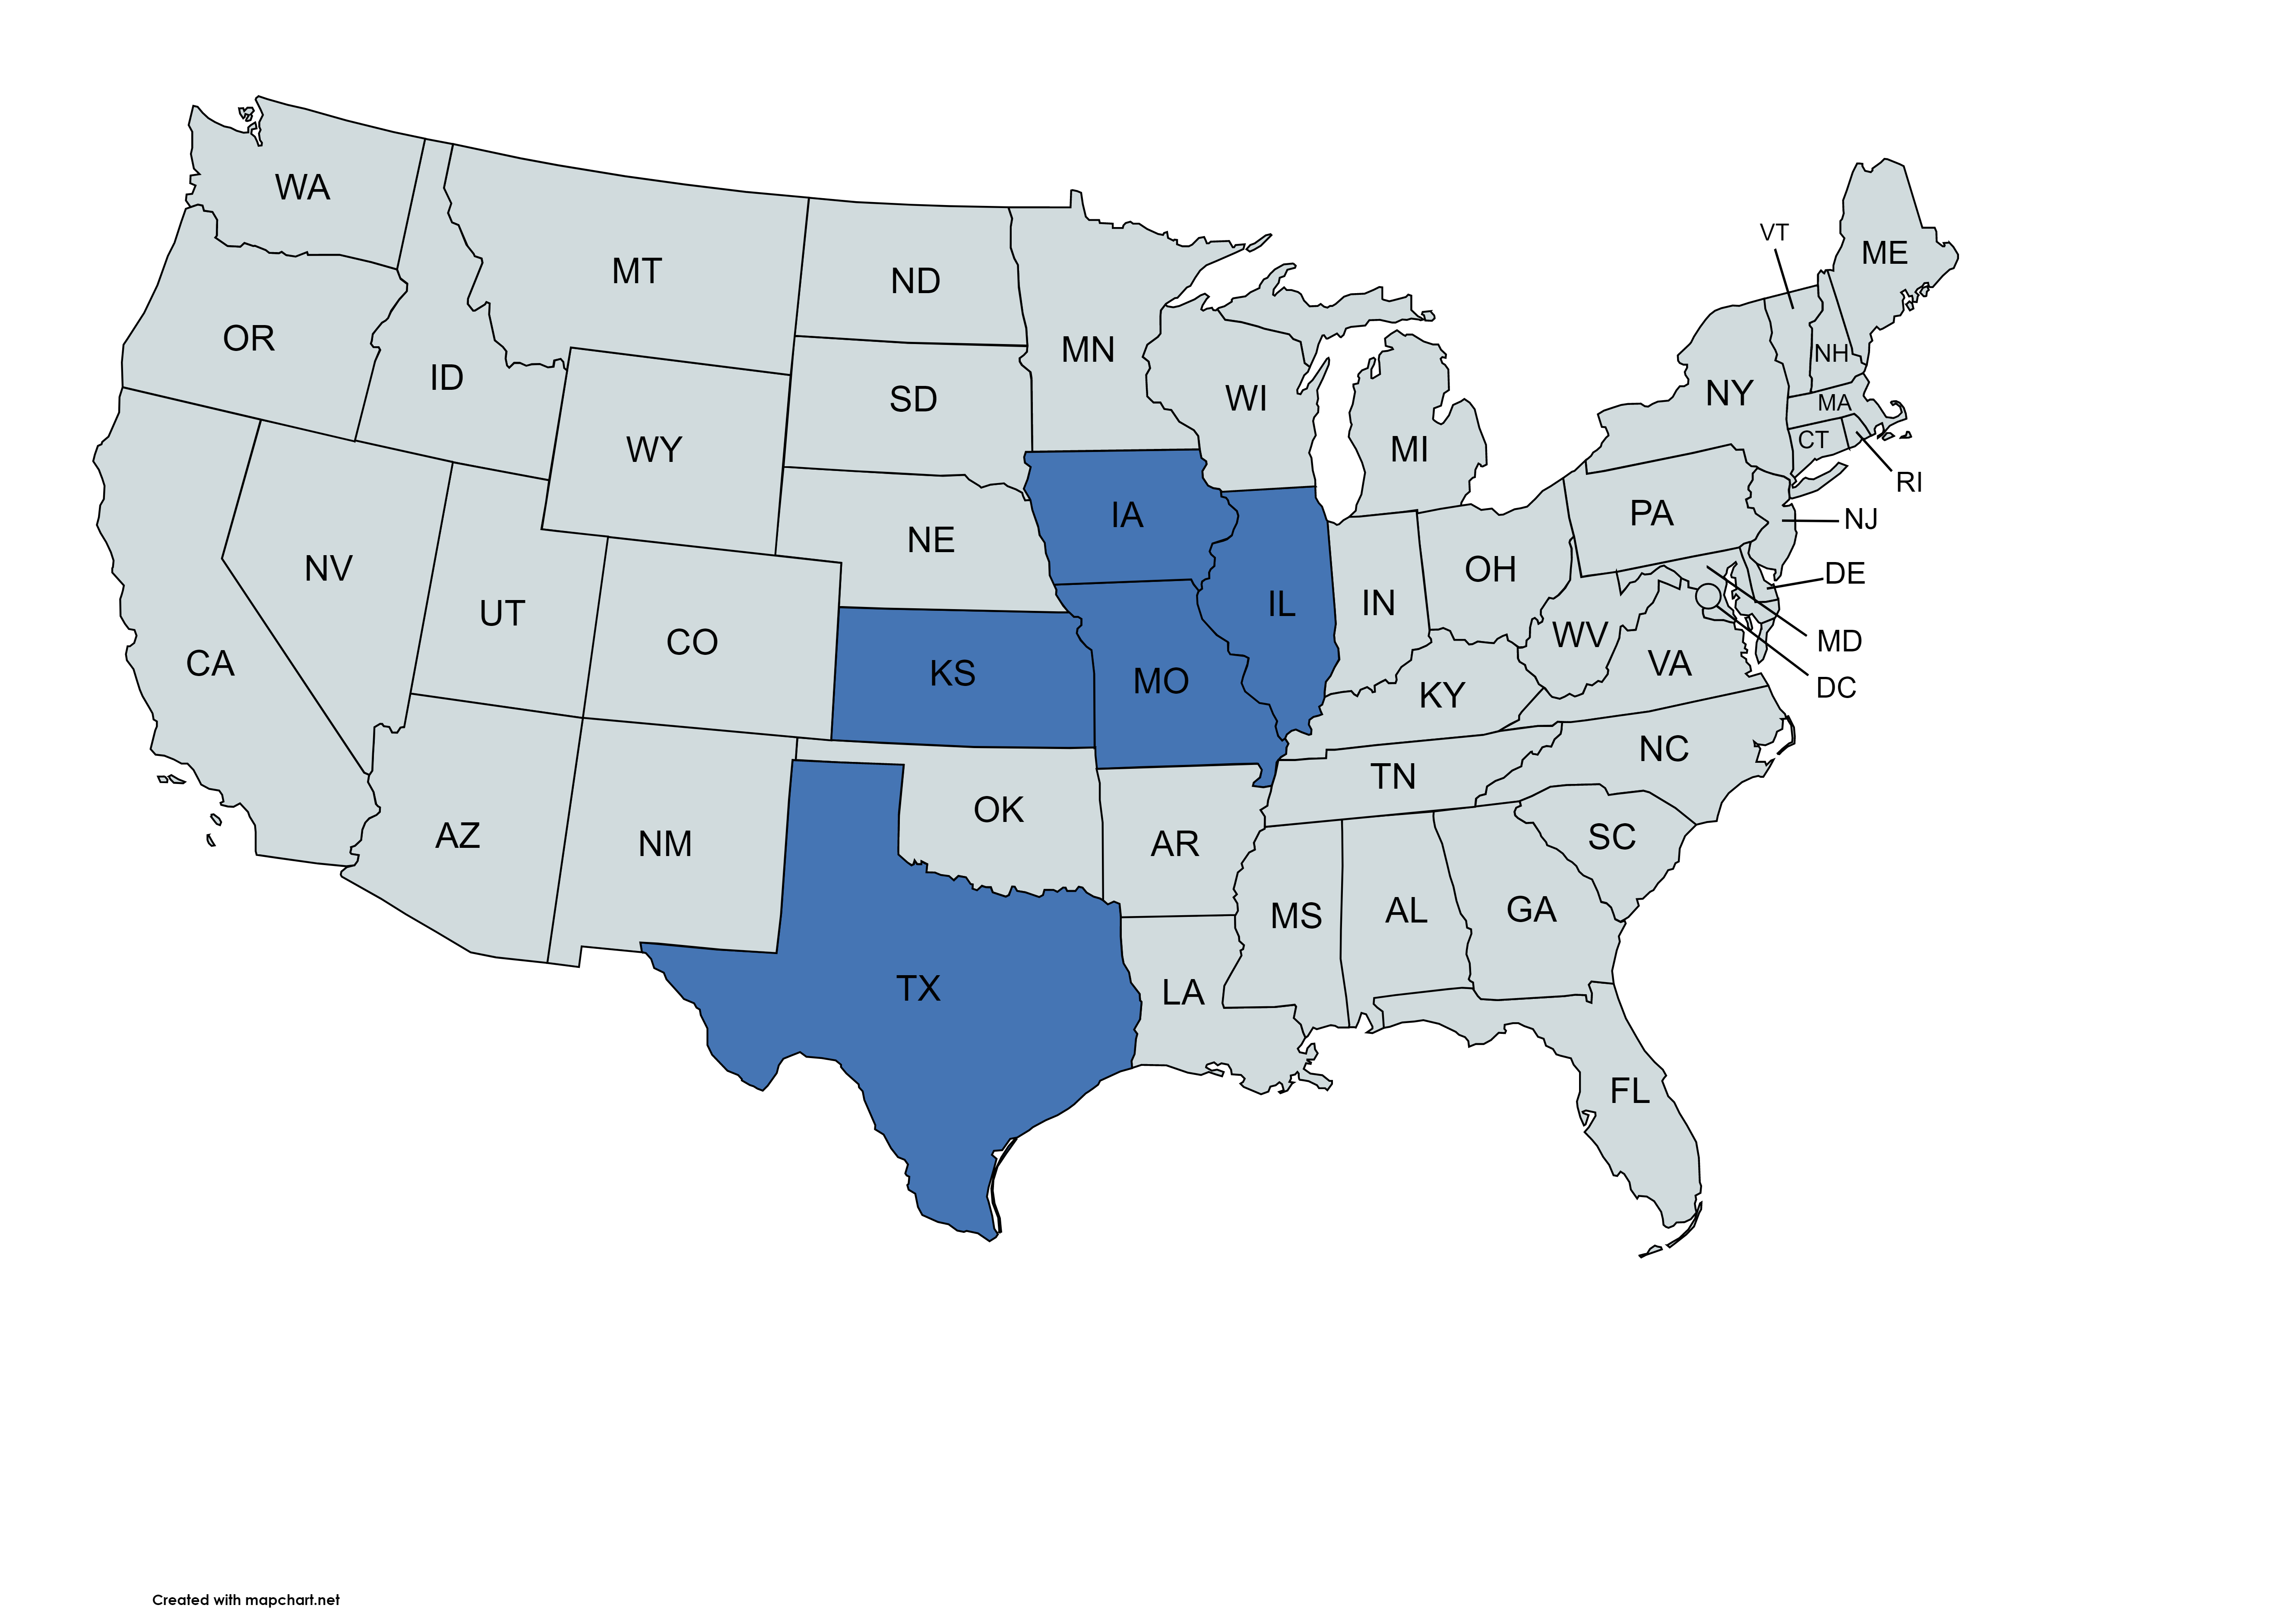 WA
MT
ND
MN
VT
ME
OR
ID
SD
WI
MI
NH
NY
MA
CT
RI
WY
IA
NE
PA
NJ
NV
UT
CO
KS
MO
IL
IN
OH
WV
VA
DE
MD
DC
CA
KY
NC
TN
AZ
NM
OK
AR
SC
MS
AL
GA
TX
LA
FL
Created with mapchart.net